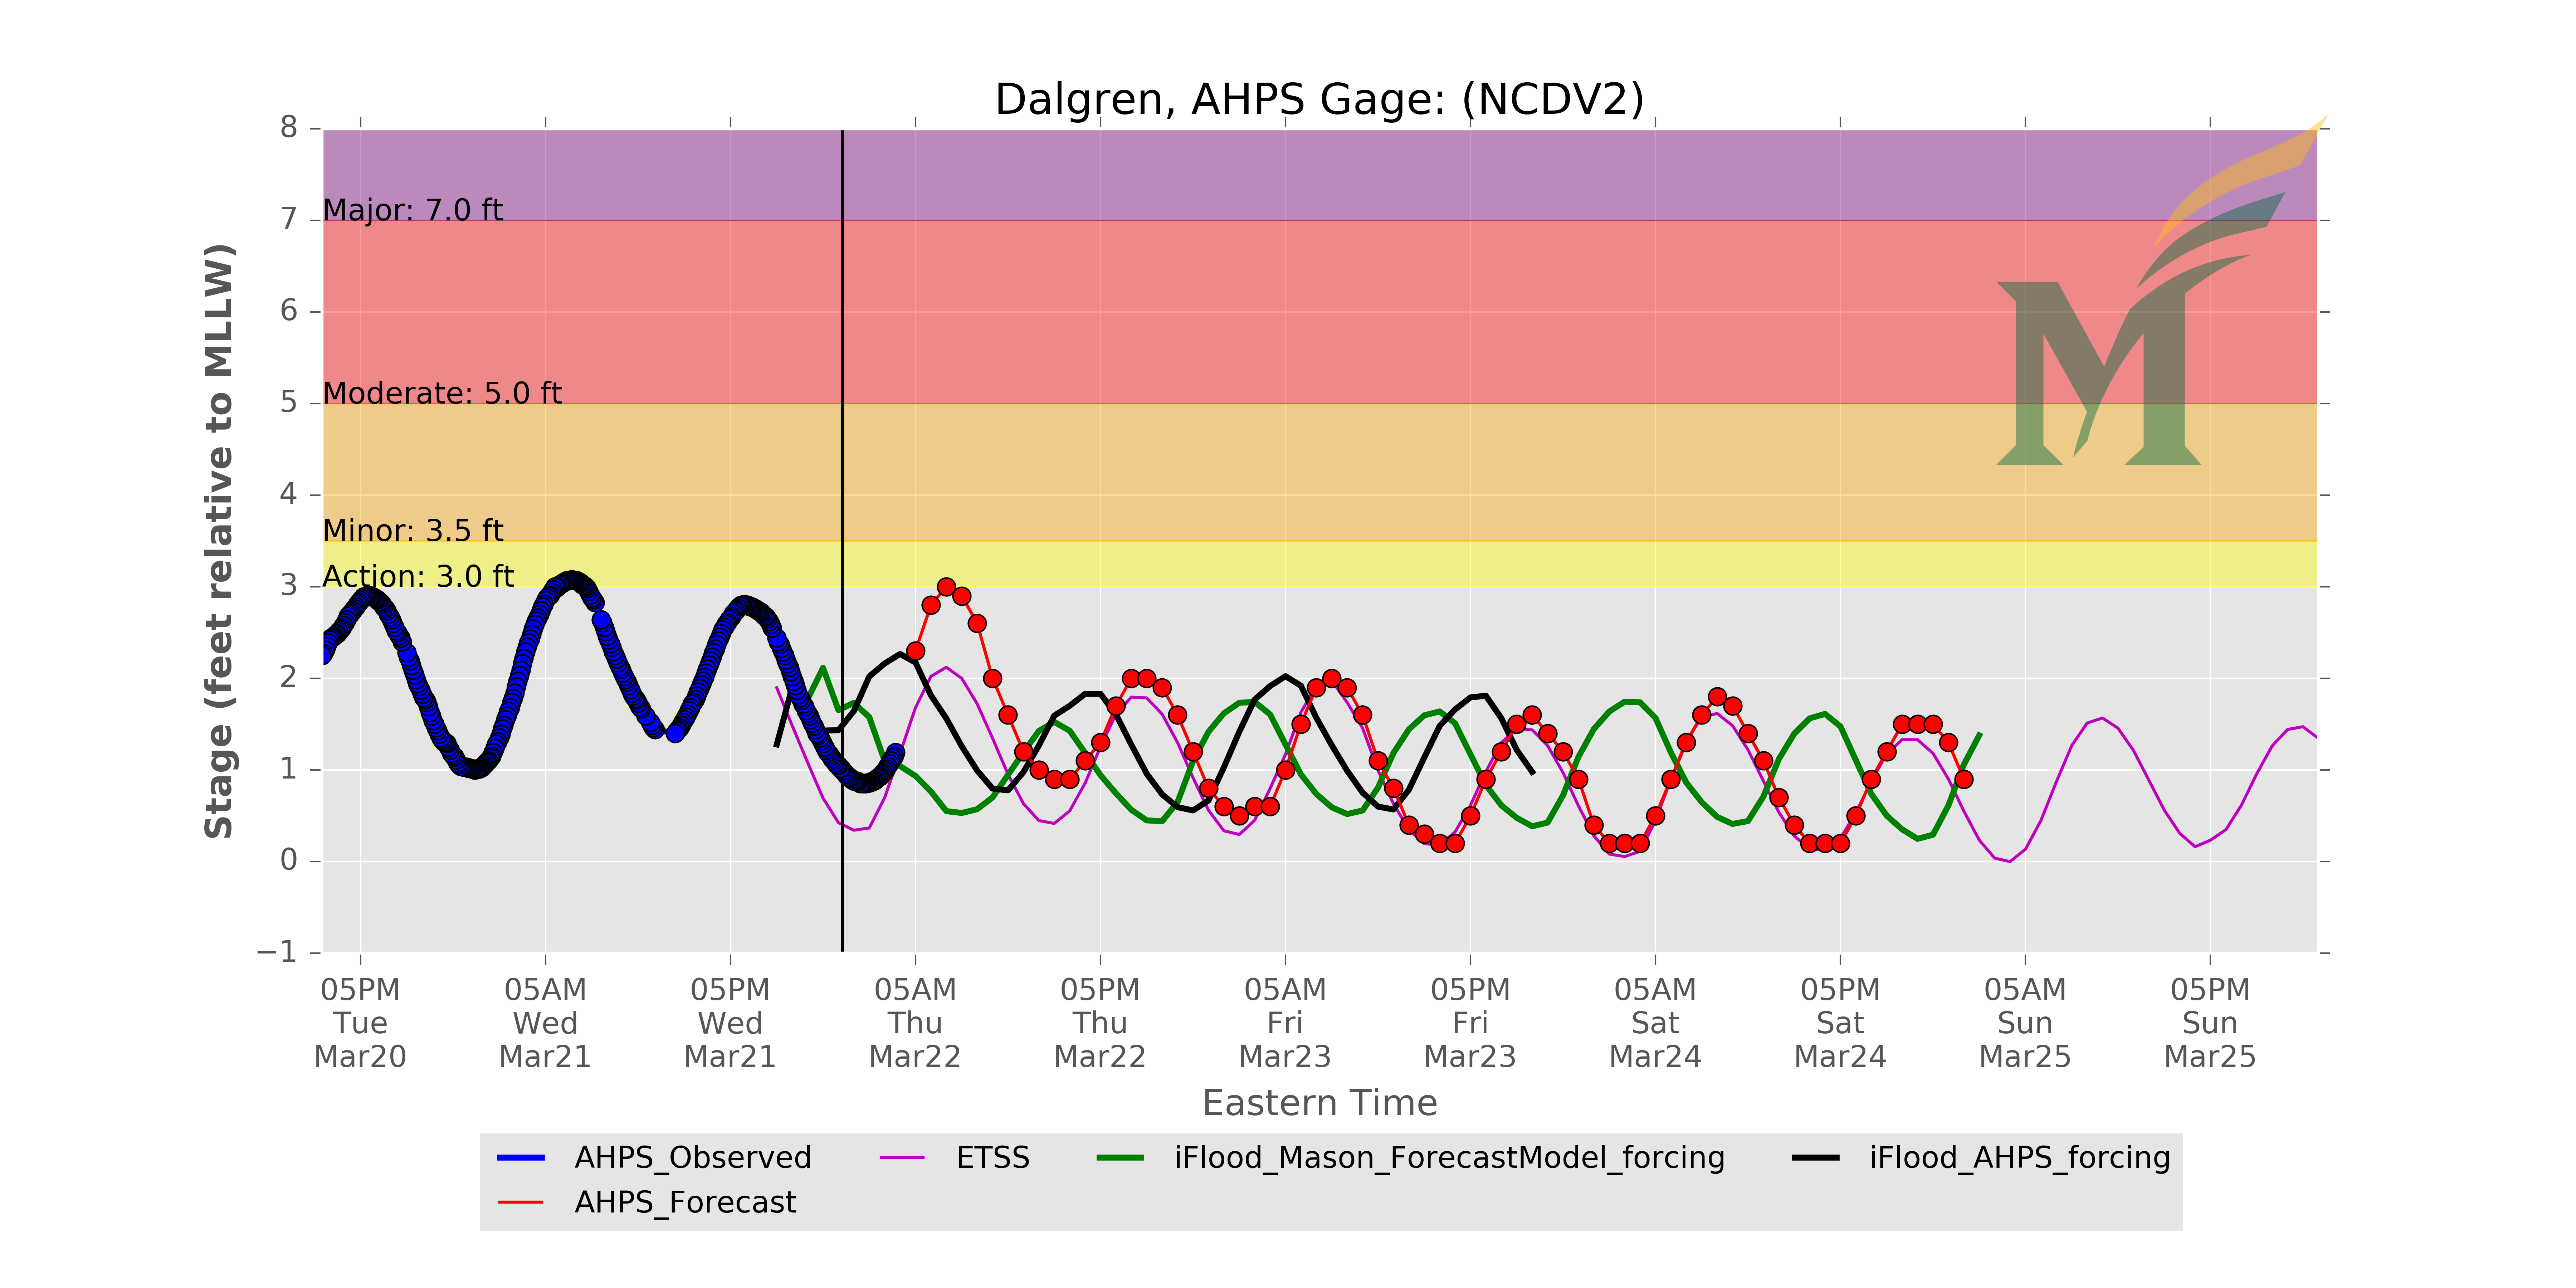 Dalgren, AHPS Gage: (NCDV2)
Stage (feet relative to MLLW)
8
7
6
5
4
3
2
1
0
−1
Major: 7.0 ft
Moderate: 5.0 ft
Minor: 3.5 ft
Action: 3.0 ft
M
05PM 05AM 05PM 05AM 05PM 05AM 05PM 05AM 05PM 05AM 05PM
Tue Wed Wed Thu Thu Fri Fri Sat Sat Sun Sun
Mar20 Mar21 Mar21 Mar22 Mar22 Mar23 Mar23 Mar24 Mar24 Mar25 Mar25
Eastern Time
AHPS_Observed ETSS iFlood_Mason_ForecastModel_forcing iFlood_AHPS_forcing
AHPS_Forecast